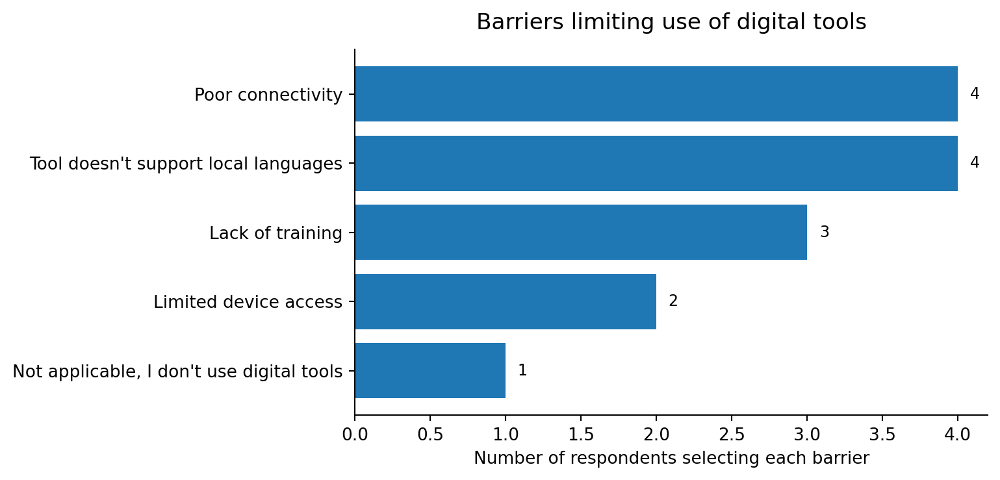 Barriers limiting use of digital tools
Poor connectivity 4
Tool doesn't support local languages 4
Lack of training 3
Limited device access 2
Not applicable, I don't use digital tools 1
0.0 0.5 1.0 1.5 2.0 2.5 3.0 3.5 4.0
Number of respondents selecting each barrier